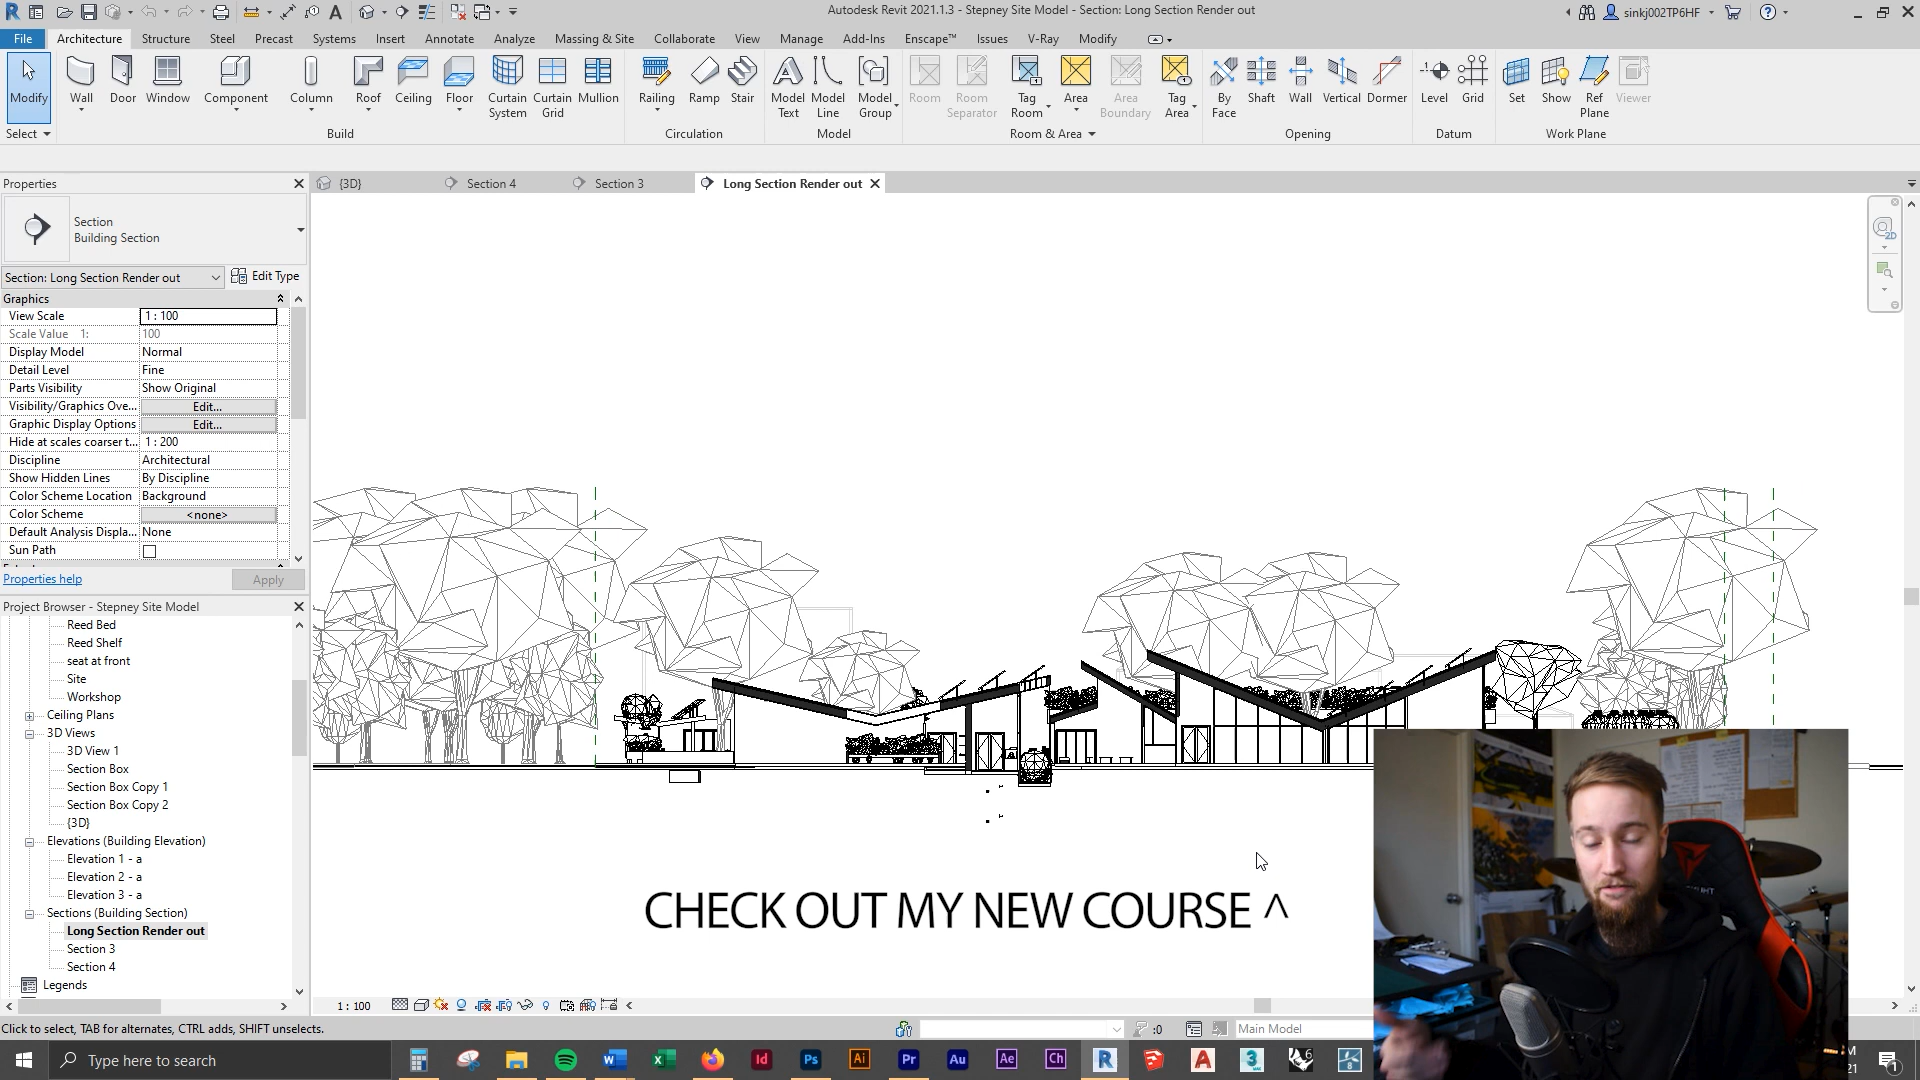 Autodesk Revit 2021.1.3 - Stepney Site Model - Section: Long Section Render out
sinkj002TP6HF
File Architecture Structure Steel Precast Systems Insert Annotate Analyze Massing & Site Collaborate View Manage Add-Ins Enscape™ Issues V-Ray Modify
Modify Wall Door Window Component Column Roof Ceiling Floor Curtain System Curtain Grid Mullion Railing Ramp Stair Model Text Model Line Model Group Room Room Separator Tag Room Area Area Boundary Tag Area By Face Shaft Wall Vertical Dormer Level Grid Set Show Ref Plane Viewer
Select Build Circulation Model Room & Area Opening Datum Work Plane
Properties
{3D} Section 4 Section 3 Long Section Render out
Section
Building Section
Section: Long Section Render out Edit Type
Graphics
View Scale 1 : 100
Scale Value 1: 100
Display Model Normal
Detail Level Fine
Parts Visibility Show Original
Visibility/Graphics Ove... Edit...
Graphic Display Options Edit...
Hide at scales coarser t... 1 : 200
Discipline Architectural
Show Hidden Lines By Discipline
Color Scheme Location Background
Color Scheme <none>
Default Analysis Displa... None
Sun Path
Properties help Apply
Project Browser - Stepney Site Model
Reed Bed
Reed Shelf
seat at front
Site
Workshop
Ceiling Plans
3D Views
3D View 1
Section Box
Section Box Copy 1
Section Box Copy 2
{3D}
Elevations (Building Elevation)
Elevation 1 - a
Elevation 2 - a
Elevation 3 - a
Sections (Building Section)
Long Section Render out
Section 3
Section 4
Legends
CHECK OUT MY NEW COURSE ^
1 : 100
Click to select, TAB for alternates, CTRL adds, SHIFT unselects.
:0
Main Model
Type here to search